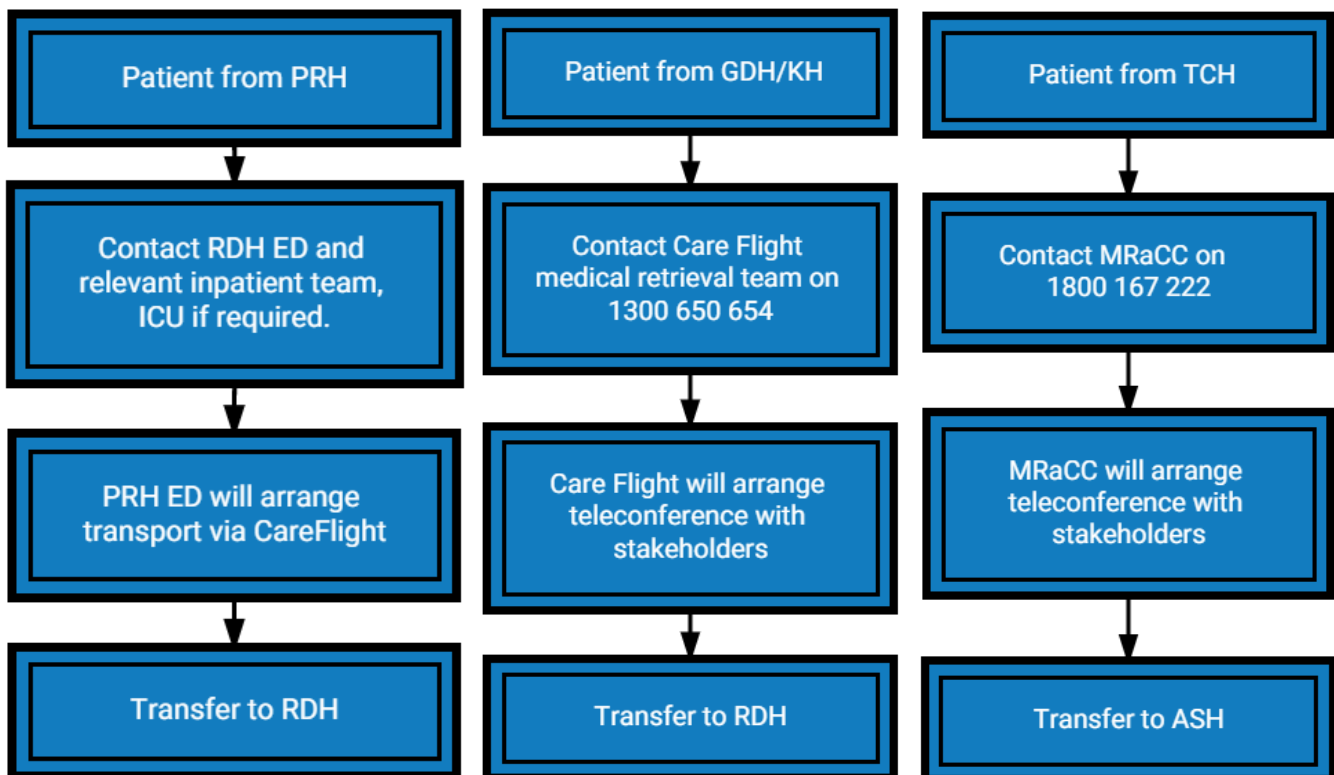 Patient from PRH
Contact RDH ED and
relevant inpatient team,
ICU if required.
PRH ED will arrange
transport via CareFlight
Transfer to RDH
Patient from GDH/KH
Contact Care Flight
medical retrieval team on
1300 650 654
Care Flight will arrange
teleconference with
stakeholders
Transfer to RDH
Patient from TCH
Contact MRaCC on
1800 167 222
MRaCC will arrange
teleconference with
stakeholders
Transfer to ASH